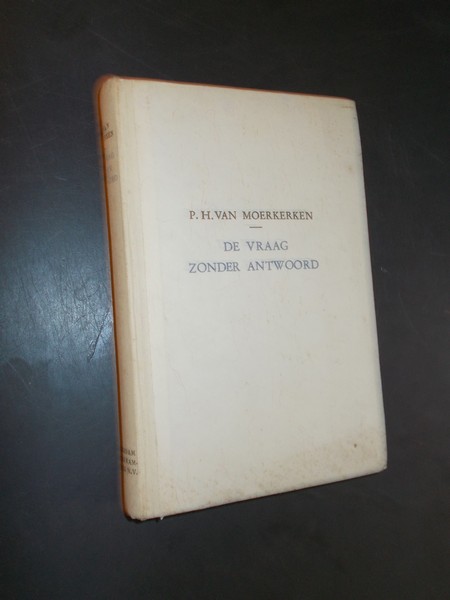 P. H. VAN MOERKERKEN
DE VRAAG
ZONDER ANTWOORD